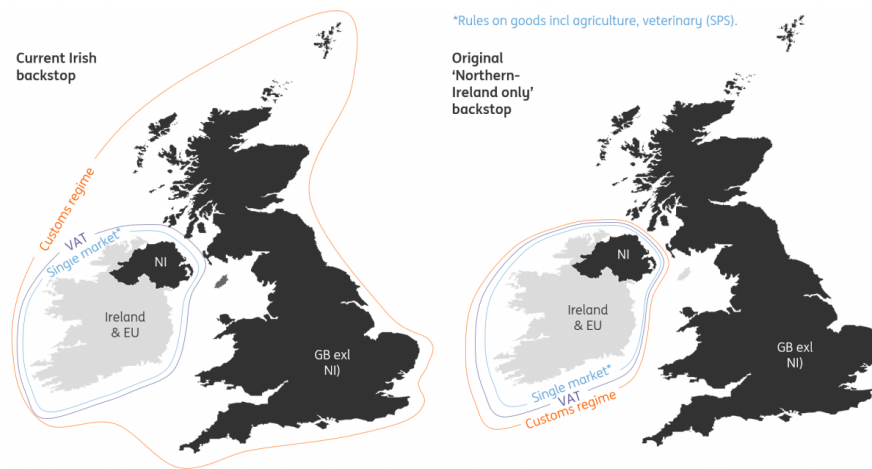 Current Irish
backstop
Customs regime
VAT
Single market*
NI
Ireland
& EU
GB exl
NI)
*Rules on goods incl agriculture, veterinary (SPS).
Original
‘Northern-
Ireland only’
backstop
NI
Ireland
& EU
GB exl
NI)
Single market*
VAT
Customs regime